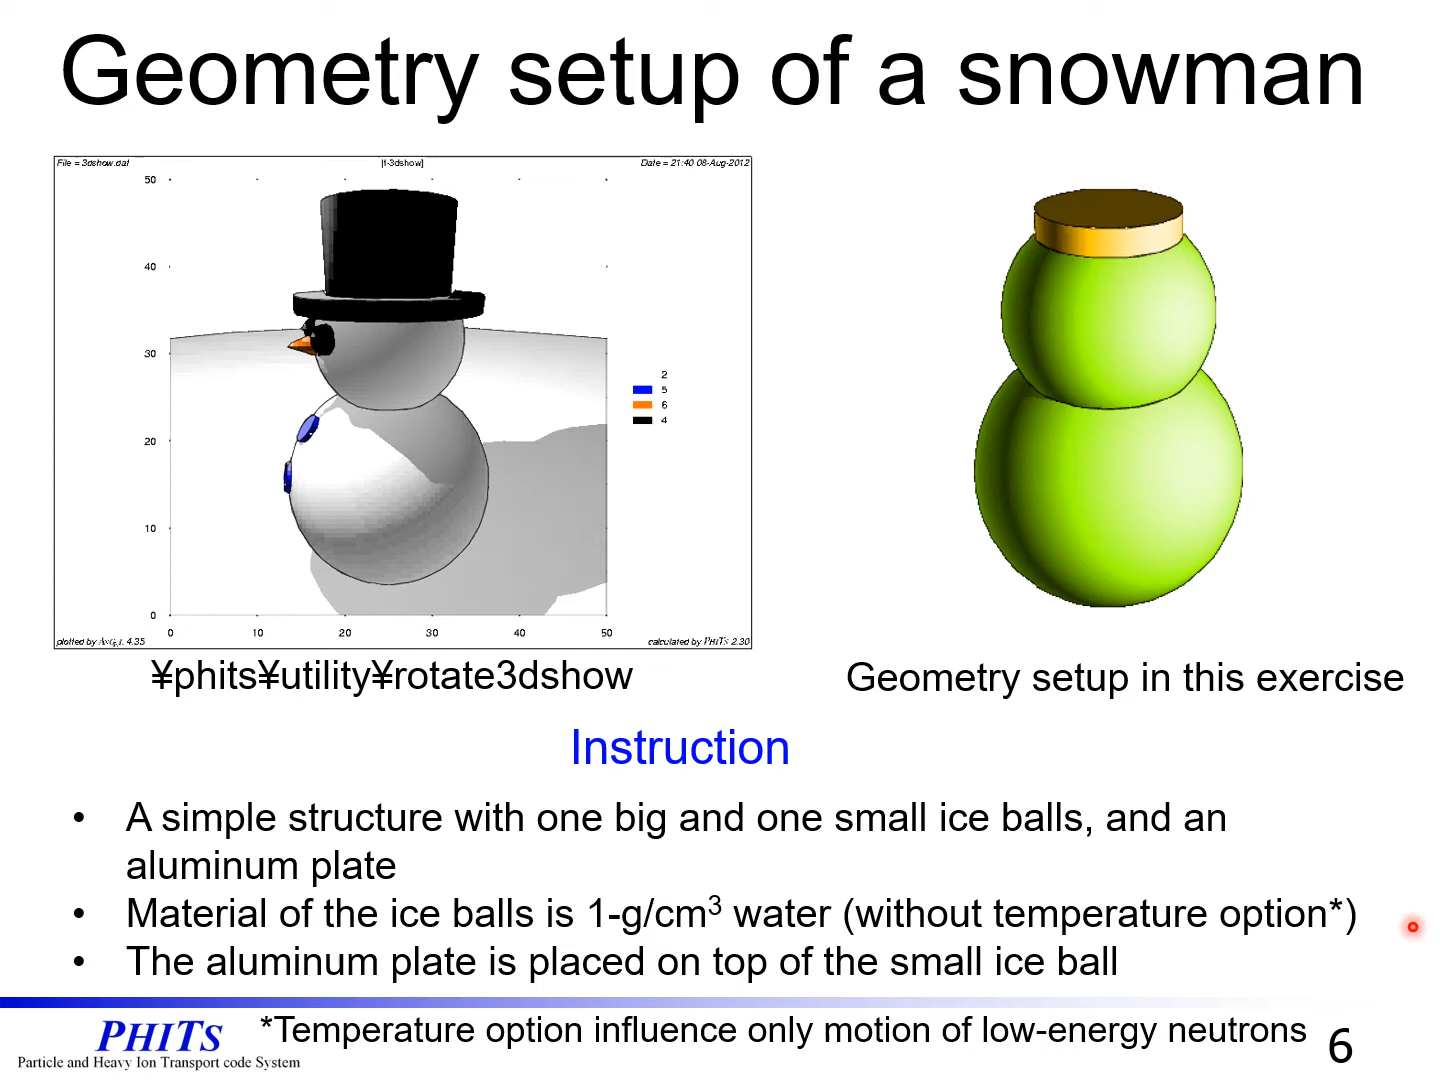 Geometry setup of a snowman
File = 3dshow.dat
[t-3dshow]
Date = 21:40 08-Aug-2012
50
40
30
20
10
0
0 10 20 30 40 50
2
5
6
4
plotted by ANGEL 4.35
calculated by PHITS 2.30
¥phits¥utility¥rotate3dshow
Geometry setup in this exercise
Instruction
• A simple structure with one big and one small ice balls, and an
aluminum plate
• Material of the ice balls is 1-g/cm³ water (without temperature option*)
• The aluminum plate is placed on top of the small ice ball
PHITS
Particle and Heavy Ion Transport code System
*Temperature option influence only motion of low-energy neutrons
6